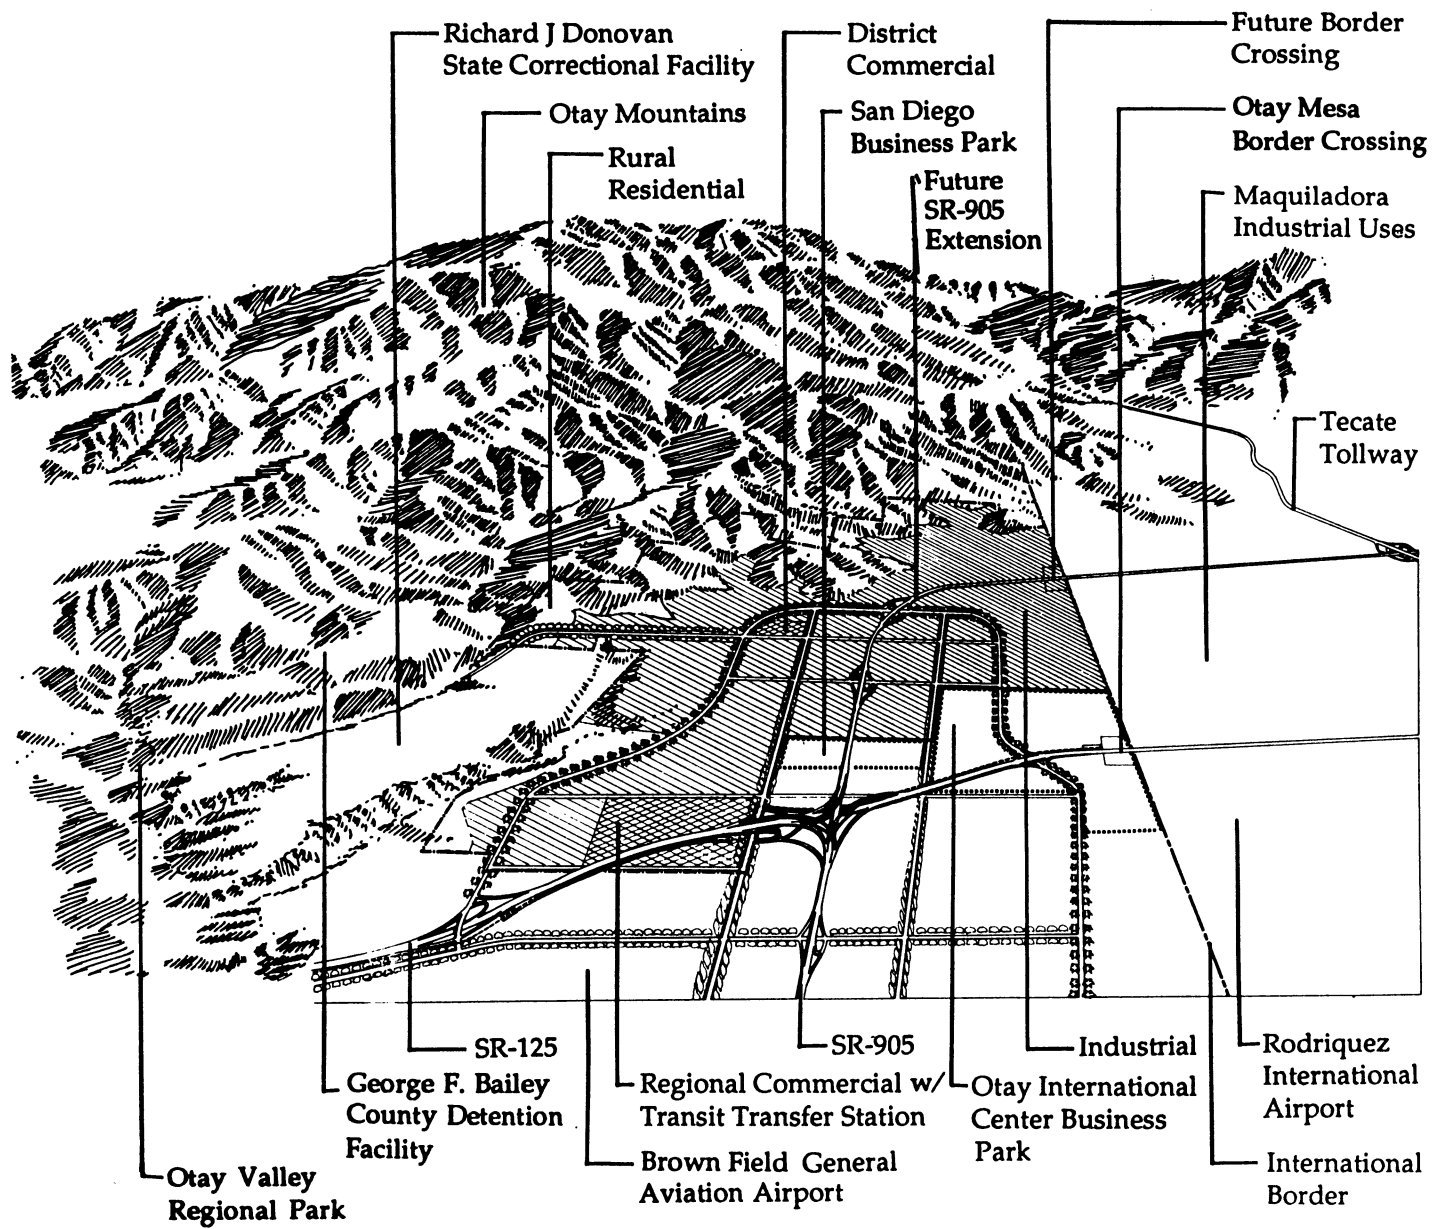 Richard J Donovan
State Correctional Facility
Otay Mountains
Rural
Residential
District
Commercial
San Diego
Business Park
Future
SR-905
Extension
Future Border
Crossing
Otay Mesa
Border Crossing
Maquiladora
Industrial Uses
Tecate
Tollway
SR-125
George F. Bailey
County Detention
Facility
Otay Valley
Regional Park
Regional Commercial w/
Transit Transfer Station
Brown Field General
Aviation Airport
SR-905
Otay International
Center Business
Park
Industrial
Rodriquez
International
Airport
International
Border